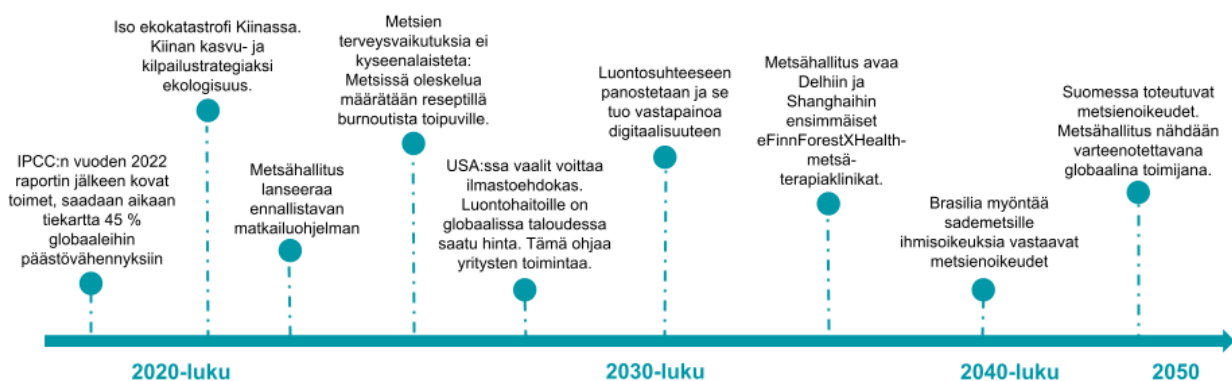 IPCC:n vuoden 2022
raportin jälkeen kovat
toimet, saadaan aikaan
tiekartta 45 %
globaaleihin
päästövähennyksiin
Iso ekokatastrofi Kiinassa.
Kiinan kasvu- ja
kilpailustrategiaksi
ekologisuus.
Metsähallitus
lanseeraa
ennallistavan
matkailuohjelman
Metsien
terveysvaikutuksia ei
kyseenalaisteta:
Metsissä oleskelua
määrätään reseptillä
burnoutista toipuville.
USA:ssa vaalit voittaa
ilmastoehdokas.
Luontohaitoille on
globaalissa taloudessa
saatu hinta. Tämä ohjaa
yritysten toimintaa.
Luontosuhteeseen
panostetaan ja se
tuo vastapainoa
digitaalisuuteen
Metsähallitus avaa
Delhiin ja
Shanghaihin
ensimmäiset
eFinnForestXHealth-
metsä-
terapiaklinikat.
Brasilia myöntää
sademetsille
ihmisoikeuksia vastaavat
metsienoikeudet
Suomessa toteutuvat
metsienoikeudet.
Metsähallitus nähdään
varteenotettavana
globaalina toimijana.
2020-luku
2030-luku
2040-luku
2050